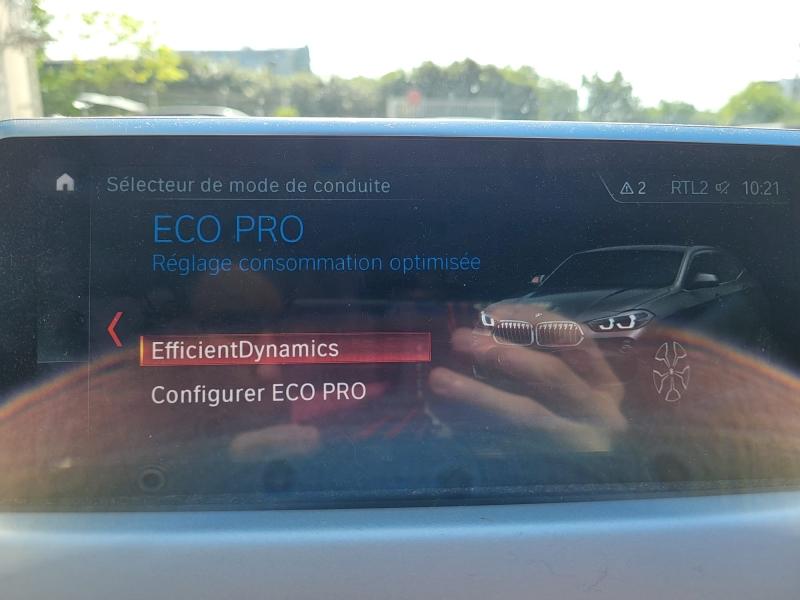 Sélecteur de mode de conduite
2 RTL2 10:21
ECO PRO
Réglage consommation optimisée
EfficientDynamics
Configurer ECO PRO